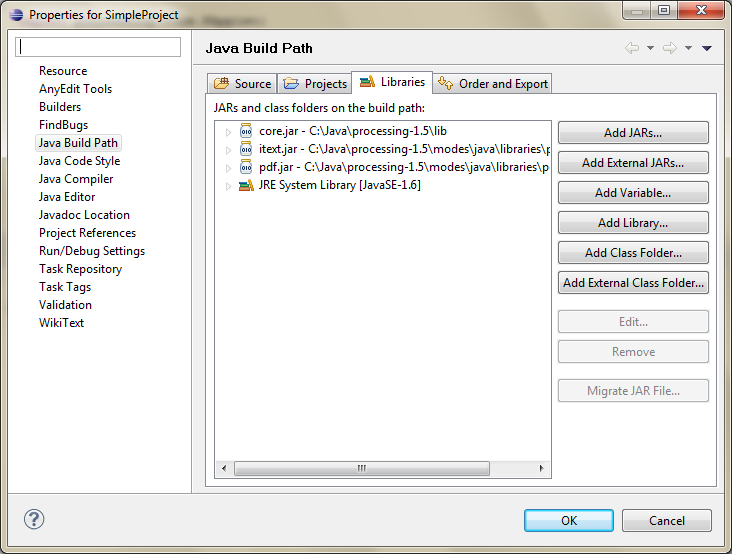 Properties for SimpleProject
Resource
AnyEdit Tools
Builders
FindBugs
Java Build Path
Java Code Style
Java Compiler
Java Editor
Javadoc Location
Project References
Run/Debug Settings
Task Repository
Task Tags
Validation
WikiText
Java Build Path
Source Projects Libraries Order and Export
JARs and class folders on the build path:
core.jar - C:\Java\processing-1.5\lib
itext.jar - C:\Java\processing-1.5\modes\java\libraries\p
pdf.jar - C:\Java\processing-1.5\modes\java\libraries\p
JRE System Library [JavaSE-1.6]
Add JARs...
Add External JARs...
Add Variable...
Add Library...
Add Class Folder...
Add External Class Folder...
Edit...
Remove
Migrate JAR File...
OK Cancel